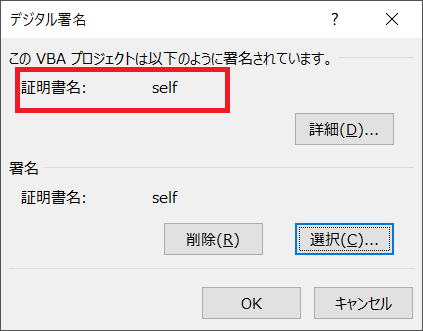 デジタル署名
? ×
この VBA プロジェクトは以下のように署名されています。
証明書名: self
詳細(D)...
署名
証明書名: self
削除(R) 選択(C)...
OK キャンセル